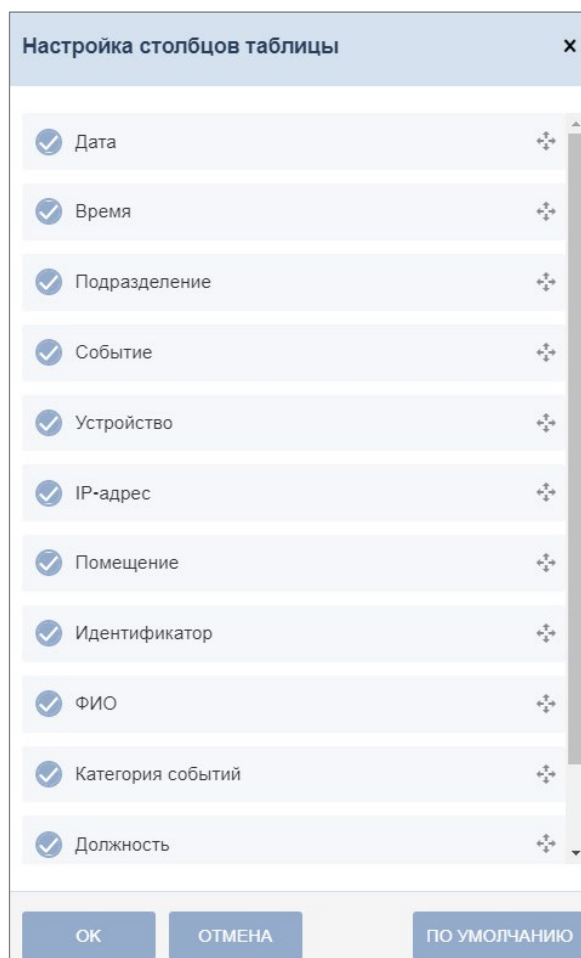 Настройка столбцов таблицы
Дата
Время
Подразделение
Событие
Устройство
IP-адрес
Помещение
Идентификатор
ФИО
Категория событий
Должность
ОК ОТМЕНА ПО УМОЛЧАНИЮ